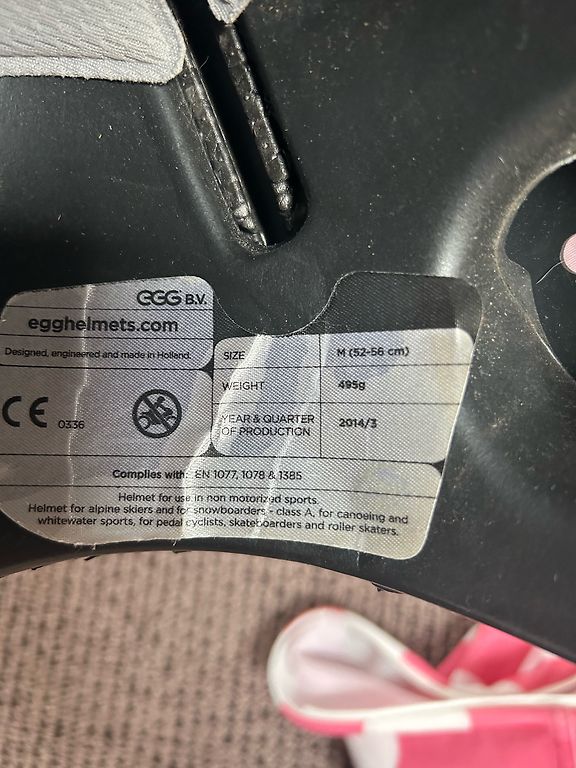 EGG B.V.
egghelmets.com
Designed, engineered and made in Holland.
CE 0336
SIZE M (52-56 cm)
WEIGHT 495g
YEAR & QUARTER
OF PRODUCTION 2014/3
Complies with: EN 1077, 1078 & 1385
Helmet for use in non motorized sports.
Helmet for alpine skiers and for snowboarders - class A, for canoeing and
whitewater sports, for pedal cyclists, skateboarders and roller skaters.